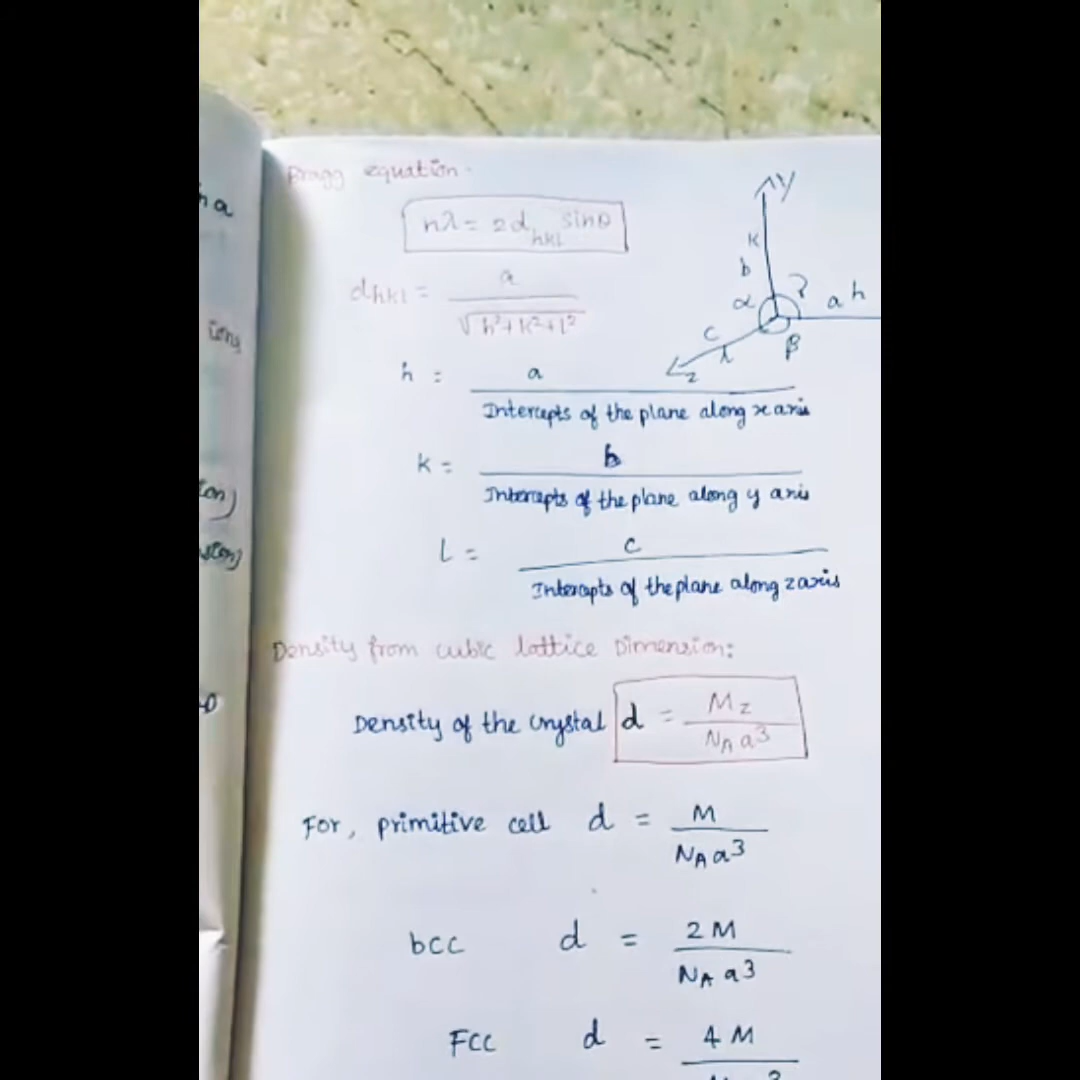 Bragg equation.
nλ = 2d_hkl sinθ
d_hkl = a / √h²+k²+l²
y
k
b
α
a h
c
l
z
β
h = a / Intercepts of the plane along x axis
k = b / Intercepts of the plane along y axis
l = c / Intercepts of the plane along z axis
Density from cubic lattice Dimension:
Density of the crystal d = Mz / N_A a³
For, primitive cell d = M / N_A a³
bcc d = 2M / N_A a³
FCC d = 4M